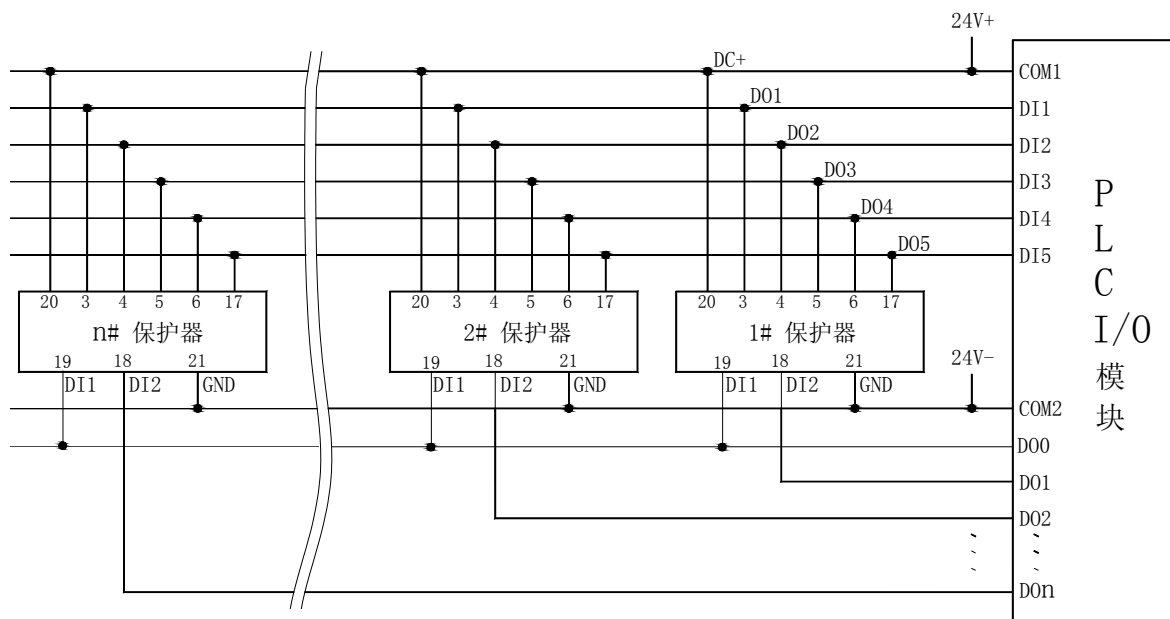 24V+
DC+
COM1
DO1
DI1
DO2
DI2
DO3
DI3
DO4
DI4
DO5
DI5
20 3 4 5 6 17
20 3 4 5 6 17
20 3 4 5 6 17
n# 保护器
2# 保护器
1# 保护器
19 18 21
19 18 21
19 18 21
DI1 DI2 GND
DI1 DI2 GND
DI1 DI2 GND
24V-
COM2
DO0
DO1
DO2
DOn
P
L
C
I/O
模
块